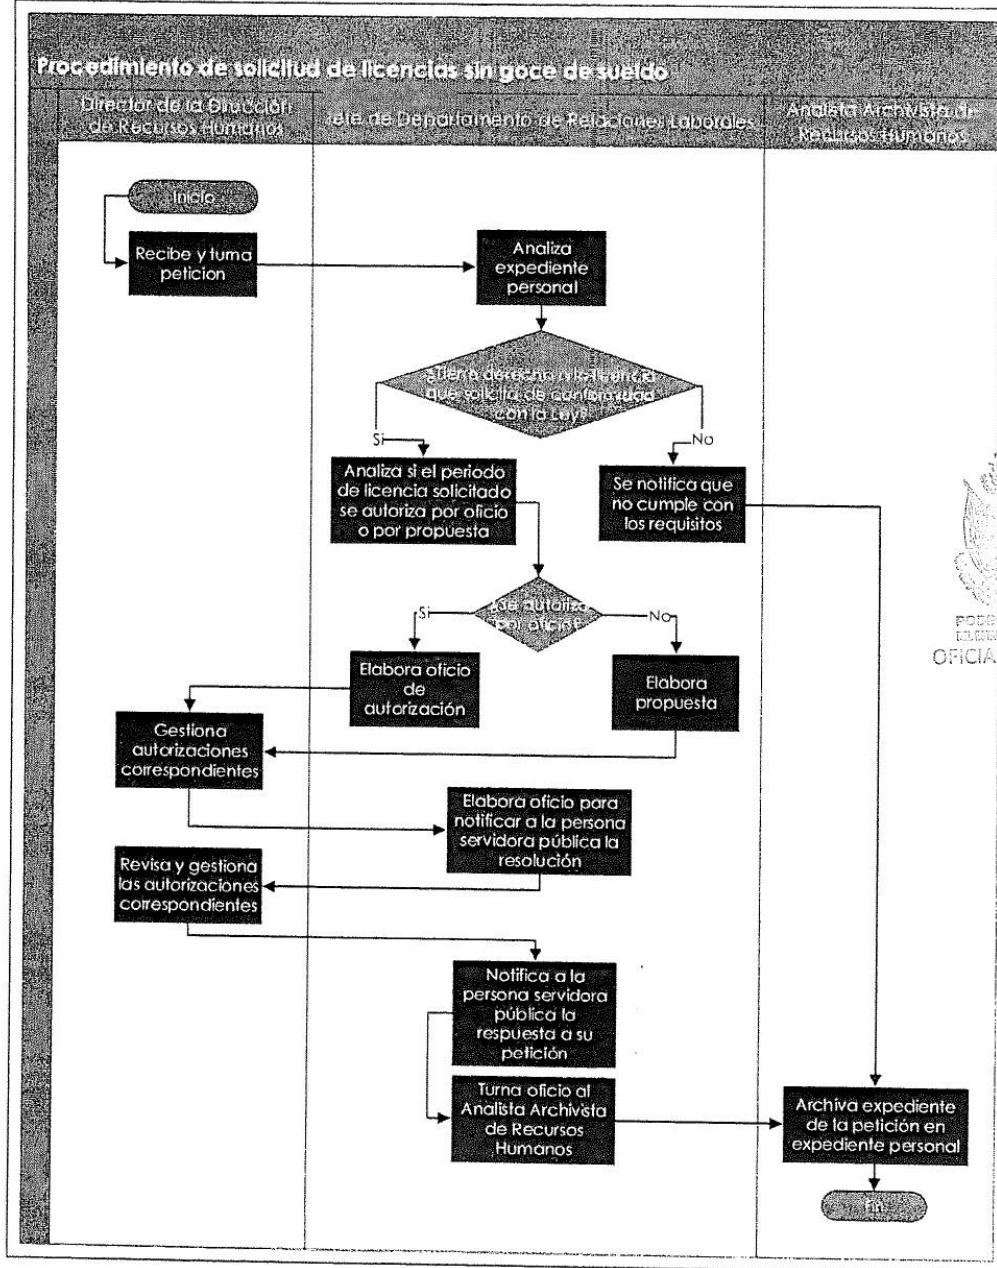 Procedimiento de solicitud de licencias sin goce de sueldo
Director de la Dirección
de Recursos Humanos
Jefe de Departamento de Relaciones Laborales
Analista Archivista de
Recursos Humanos
Inicio
Recibe y turna
peticion
Analiza
expediente
personal
¿Tiene derecho a la licencia
que solicita de conformidad
con la Ley?
Si
No
Analiza si el periodo
de licencia solicitado
se autoriza por oficio
o por propuesta
Se notifica que
no cumple con
los requisitos
¿Se autoriza
por oficio?
Si
No
Elabora oficio
de
autorización
Elabora
propuesta
Gestiona
autorizaciones
correspondientes
Elabora oficio para
notificar a la persona
servidora pública la
resolución
Revisa y gestiona
las autorizaciones
correspondientes
Notifica a la
persona servidora
pública la
respuesta a su
petición
Turna oficio al
Analista Archivista
de Recursos
Humanos
Archiva expediente
de la petición en
expediente personal
Fin
OFICIA